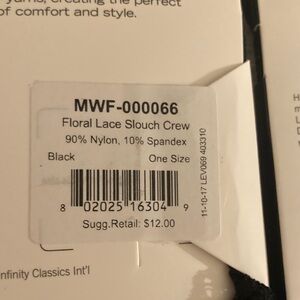 yarns, creating the perfect
of comfort and style.
MWF-000066
Floral Lace Slouch Crew
90% Nylon, 10% Spandex
Black One Size
8 02025 16304 9
Sugg.Retail: $12.00
11-10-17 LEV069 403310
Infinity Classics Int'l